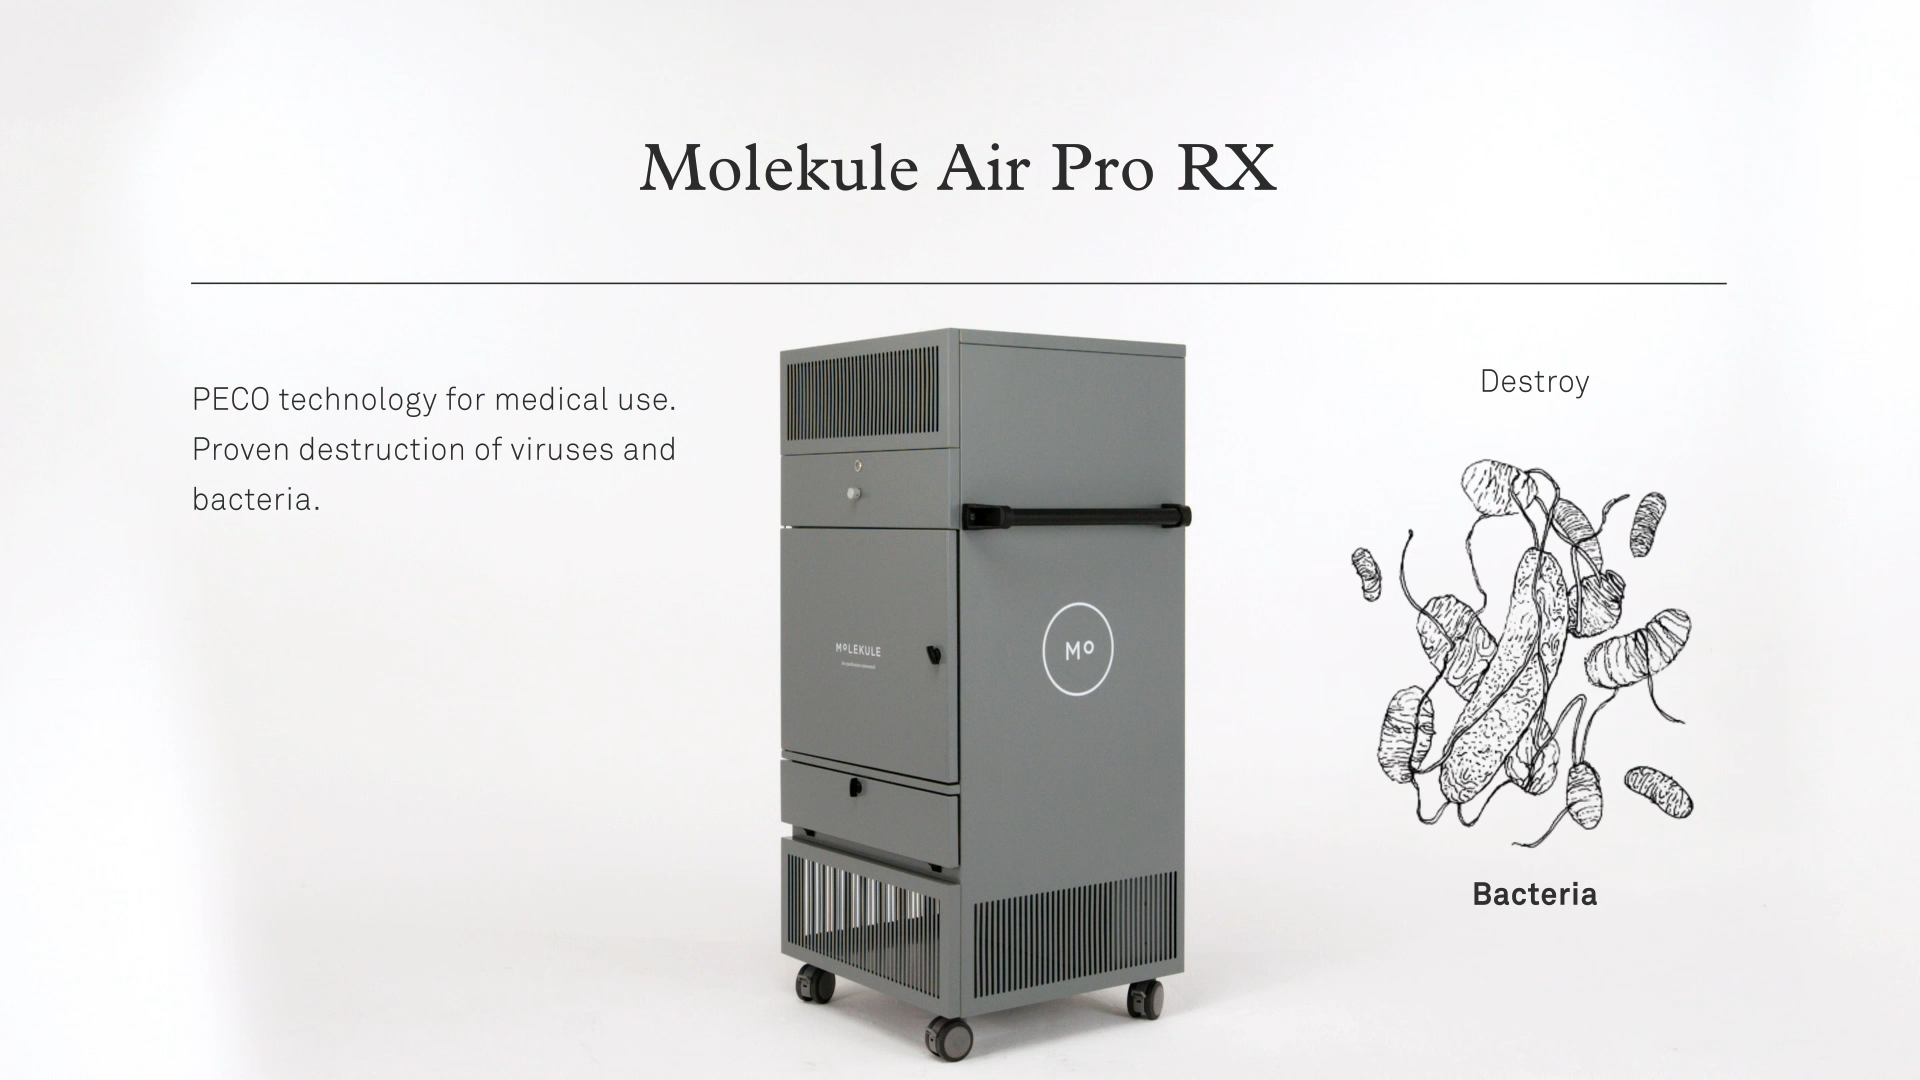 Molekule Air Pro RX
PECO technology for medical use.
Proven destruction of viruses and
bacteria.
Destroy
MOLEKULE
Mo
Bacteria